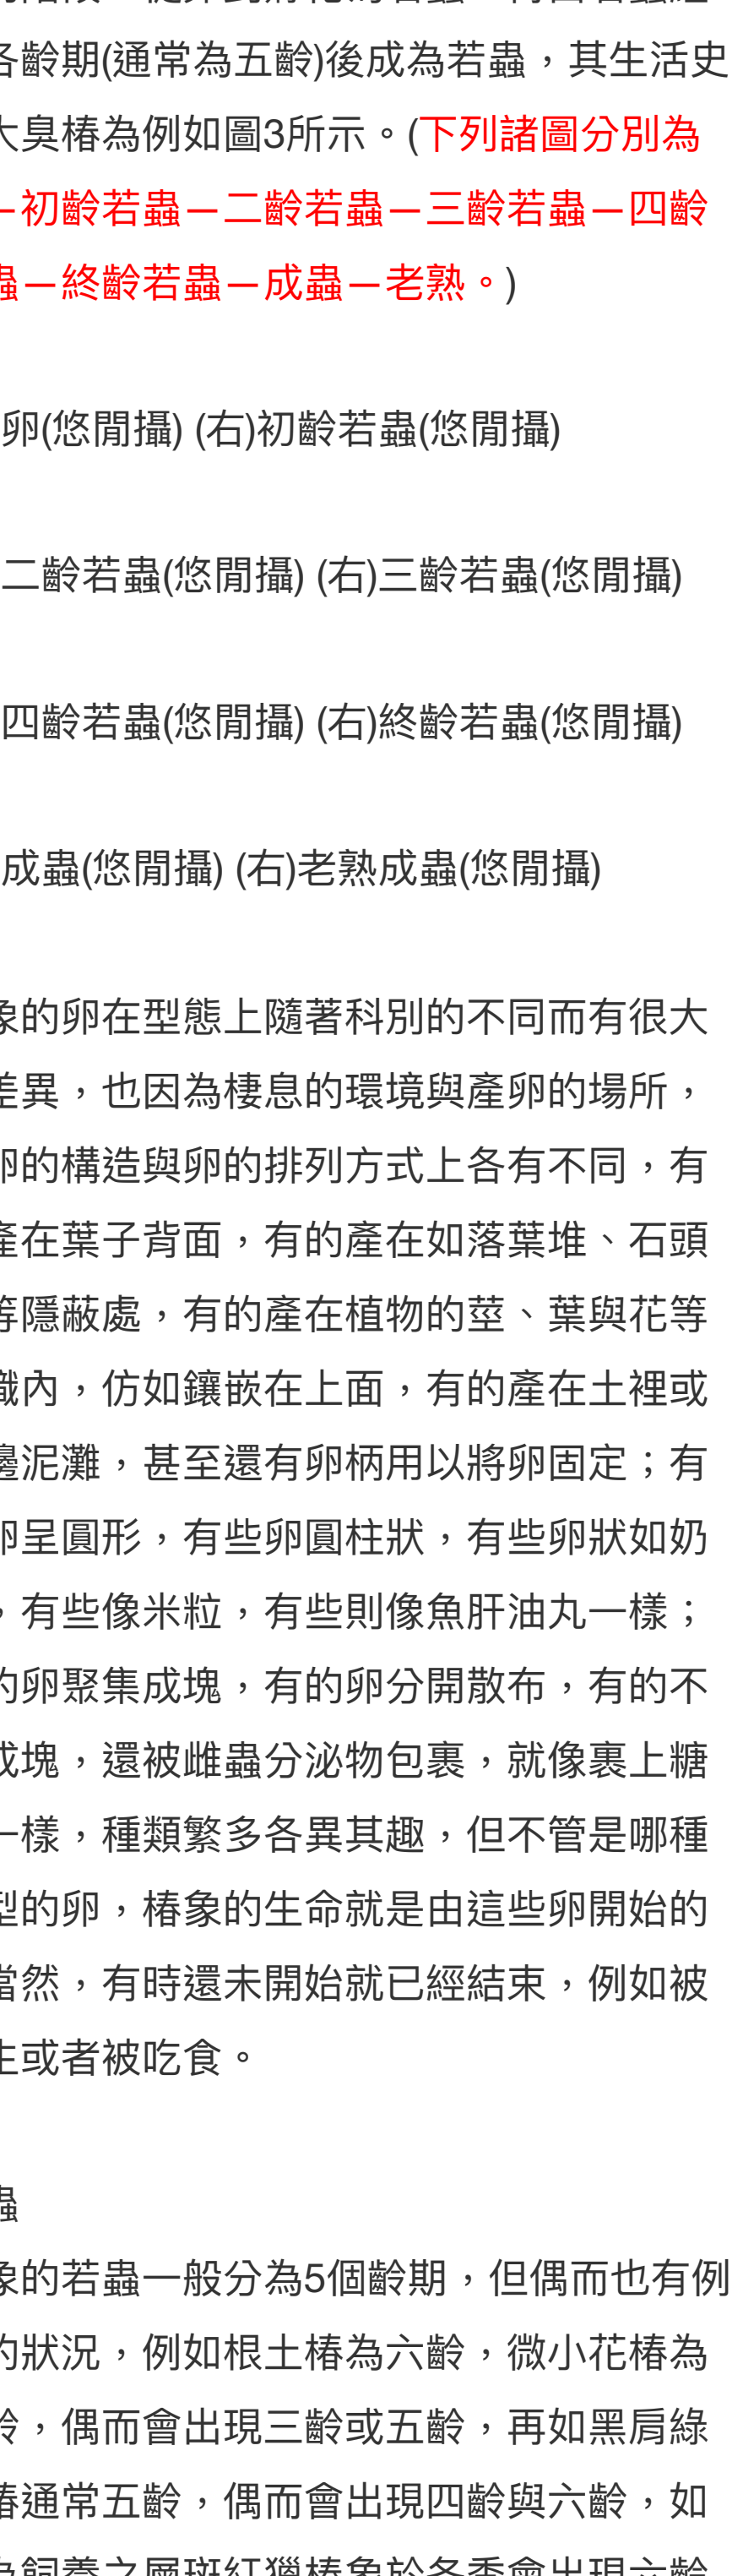 各齡期(通常為五齡)後成為若蟲，其生活史
大臭椿為例如圖3所示。(下列諸圖分別為
—初齡若蟲—二齡若蟲—三齡若蟲—四齡
蟲—終齡若蟲—成蟲—老熟。)
卵(悠閒攝) (右)初齡若蟲(悠閒攝)
二齡若蟲(悠閒攝) (右)三齡若蟲(悠閒攝)
四齡若蟲(悠閒攝) (右)終齡若蟲(悠閒攝)
成蟲(悠閒攝) (右)老熟成蟲(悠閒攝)
象的卵在型態上隨著科別的不同而有很大
差異，也因為棲息的環境與產卵的場所，
卵的構造與卵的排列方式上各有不同，有
產在葉子背面，有的產在如落葉堆、石頭
等隱蔽處，有的產在植物的莖、葉與花等
織內，仿如鑲嵌在上面，有的產在土裡或
邊泥灘，甚至還有卵柄用以將卵固定；有
卵呈圓形，有些卵圓柱狀，有些卵狀如奶
，有些像米粒，有些則像魚肝油丸一樣；
的卵聚集成塊，有的卵分開散布，有的不
成塊，還被雌蟲分泌物包裹，就像裹上糖
一樣，種類繁多各異其趣，但不管是哪種
型的卵，椿象的生命就是由這些卵開始的
當然，有時還未開始就已經結束，例如被
生或者被吃食。
蟲
象的若蟲一般分為5個齡期，但偶而也有例
的狀況，例如根土椿為六齡，微小花椿為
齡，偶而會出現三齡或五齡，再如黑肩綠
椿通常五齡，偶而會出現四齡與六齡，如
為飼養之層斑紅獵椿象於冬季會出現六齡